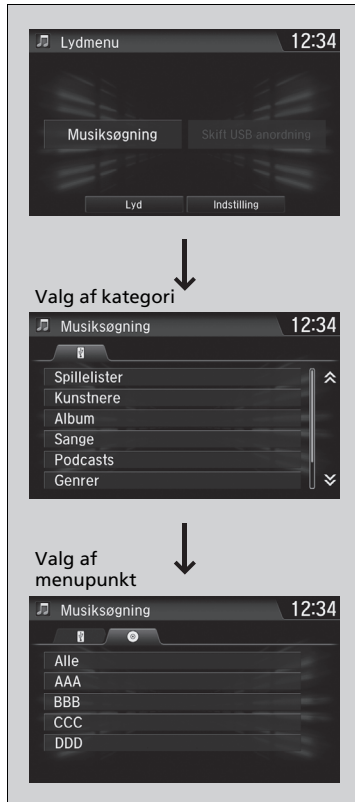 Lydmenu 12:34
Musiksøgning Skift USB anordning
Lyd Indstilling
Valg af kategori
Musiksøgning 12:34
Spillelister
Kunstnere
Album
Sange
Podcasts
Genrer
Valg af
menupunkt
Musiksøgning 12:34
Alle
AAA
BBB
CCC
DDD